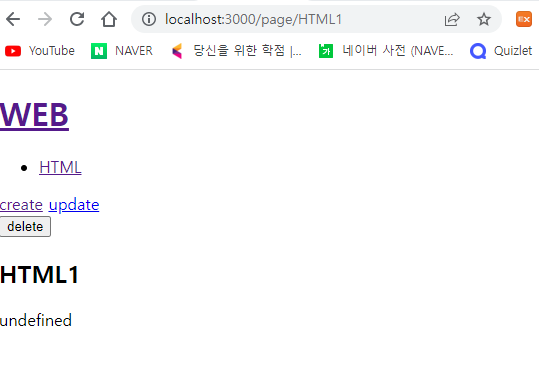 localhost:3000/page/HTML1
YouTube NAVER 당신을 위한 학점 |... 네이버 사전 (NAVE... Quizlet
WEB
HTML
create update
delete
HTML1
undefined